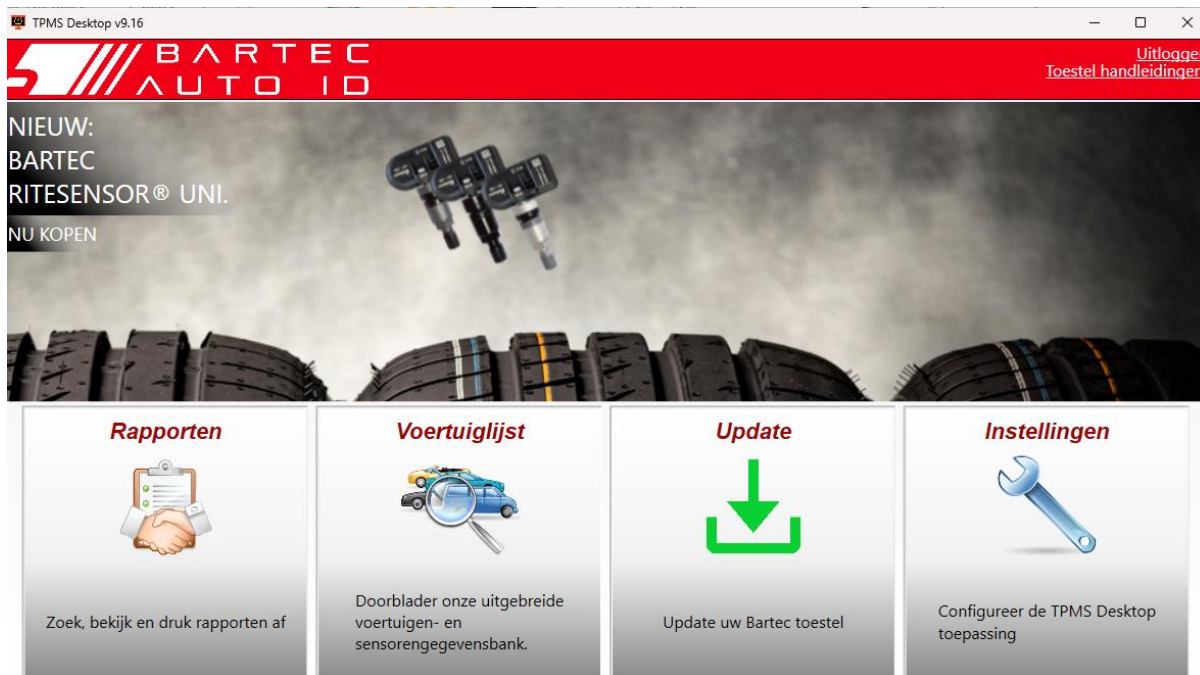 TPMS Desktop v9.16
BARTEC
AUTO ID
Uitlogge
Toestel handleidinger
NIEUW:
BARTEC
RITESENSOR® UNI.
NU KOPEN
Rapporten
Zoek, bekijk en druk rapporten af
Voertuiglijst
Doorblader onze uitgebreide
voertuigen- en
sensorengegevensbank.
Update
Update uw Bartec toestel
Instellingen
Configureer de TPMS Desktop
toepassing